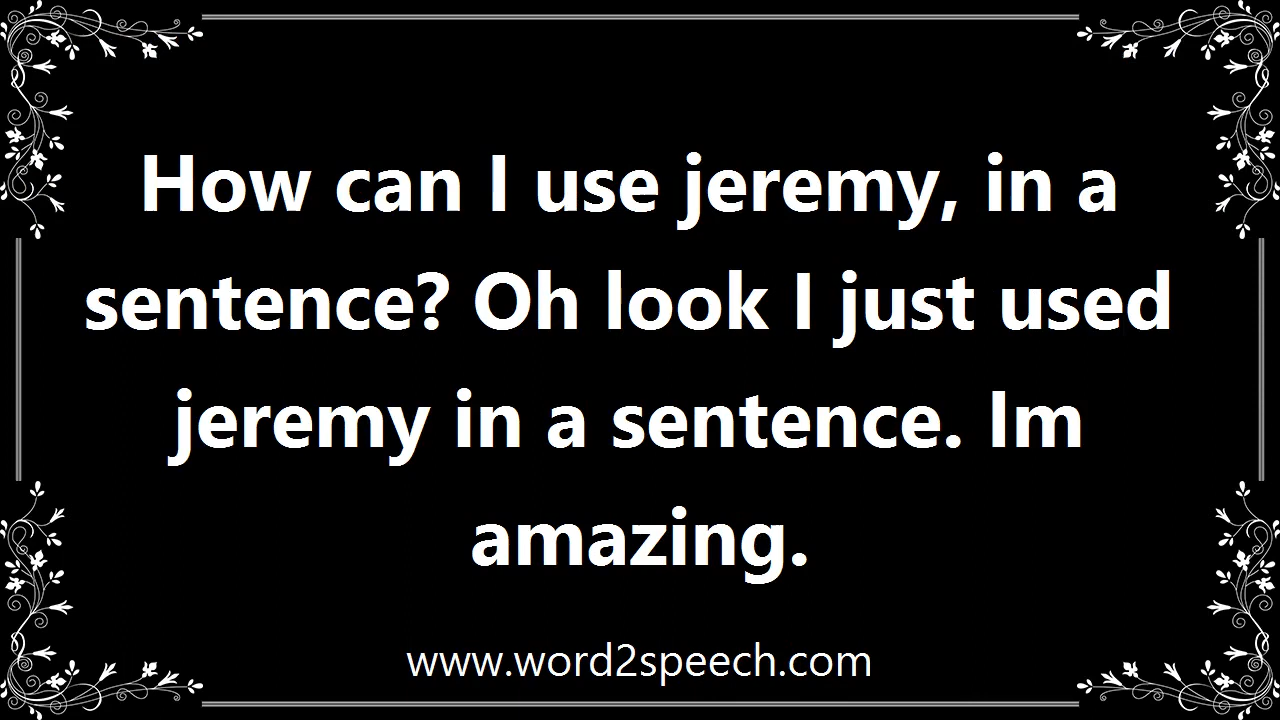 How can I use jeremy, in a
sentence? Oh look I just used
jeremy in a sentence. Im
amazing.
www.word2speech.com